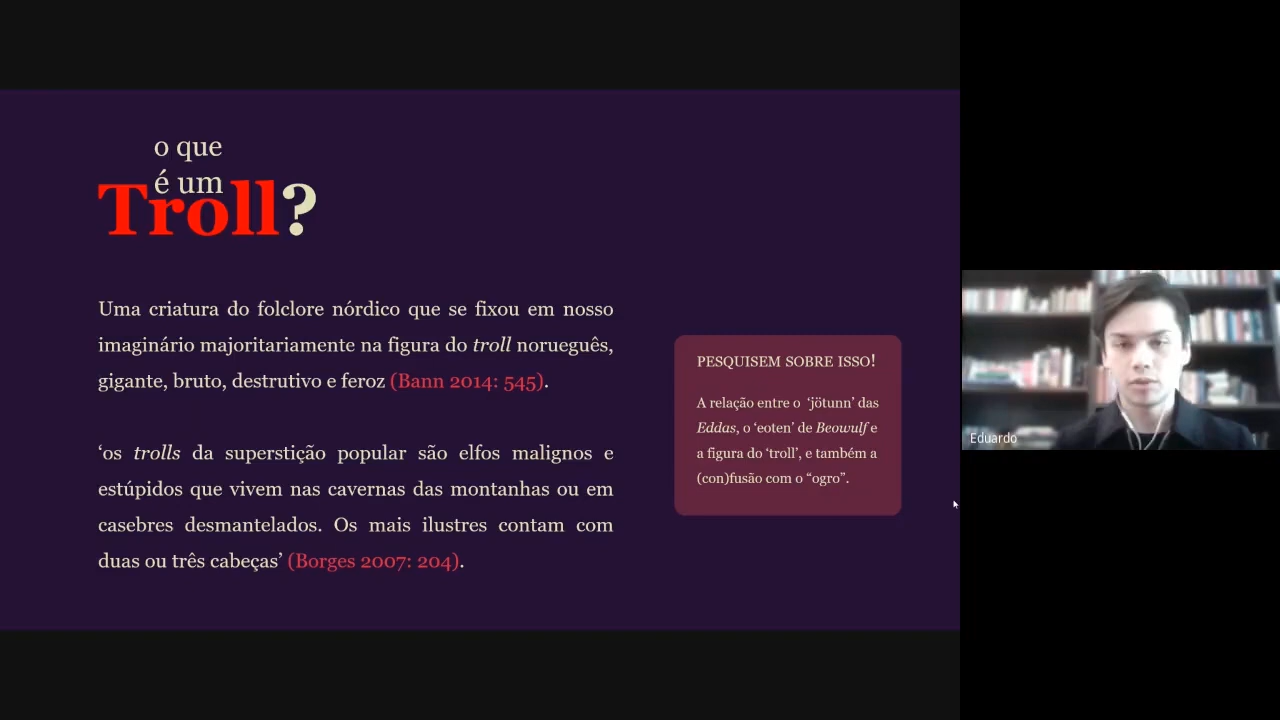 o que
é um
Troll?
Uma criatura do folclore nórdico que se fixou em nosso
imaginário majoritariamente na figura do troll norueguês,
gigante, bruto, destrutivo e feroz (Bann 2014: 545).
‘os trolls da superstição popular são elfos malignos e
estúpidos que vivem nas cavernas das montanhas ou em
casebres desmantelados. Os mais ilustres contam com
duas ou três cabeças’ (Borges 2007: 204).
PESQUISEM SOBRE ISSO!
A relação entre o ‘jötunn’ das
Eddas, o ‘eoten’ de Beowulf e
a figura do ‘troll’, e também a
(con)fusão com o “ogro”.
Eduardo